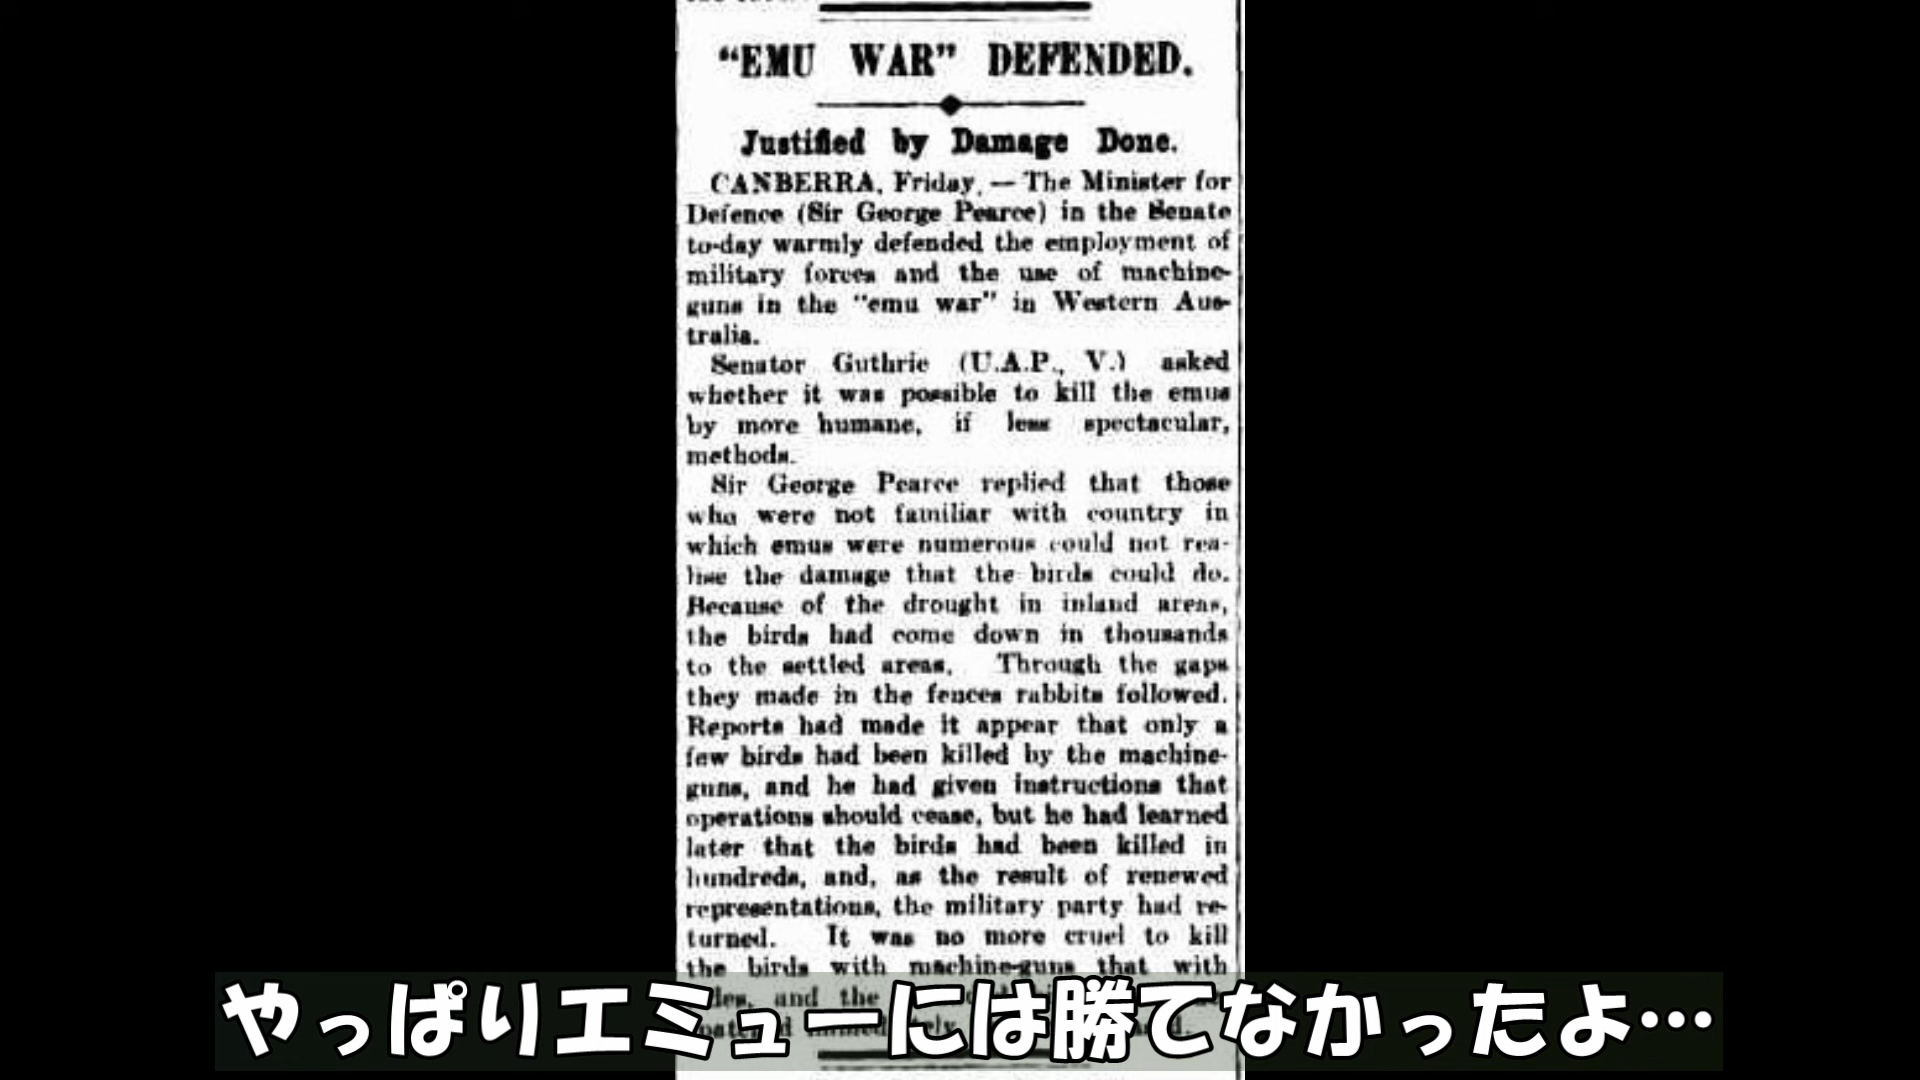 “EMU WAR” DEFENDED.
Justified by Damage Done.
CANBERRA, Friday. — The Minister for
Defence (Sir George Pearce) in the Senate
to-day warmly defended the employment of
military forces and the use of machine-
guns in the “emu war” in Western Aus-
tralia.
Senator Guthrie (U.A.P., V.) asked
whether it was possible to kill the emus
by more humane, if less spectacular,
methods.
Sir George Pearce replied that those
who were not familiar with country in
which emus were numerous could not rea-
lise the damage that the birds could do.
Because of the drought in inland areas,
the birds had come down in thousands
to the settled areas. Through the gaps
they made in the fences rabbits followed.
Reports had made it appear that only a
few birds had been killed by the machine-
guns, and he had given instructions that
operations should cease, but he had learned
later that the birds had been killed in
hundreds, and, as the result of renewed
representations, the military party had re-
turned. It was no more cruel to kill
the birds with machine-guns that with
and the
やっぱりエミューには勝てなかったよ…